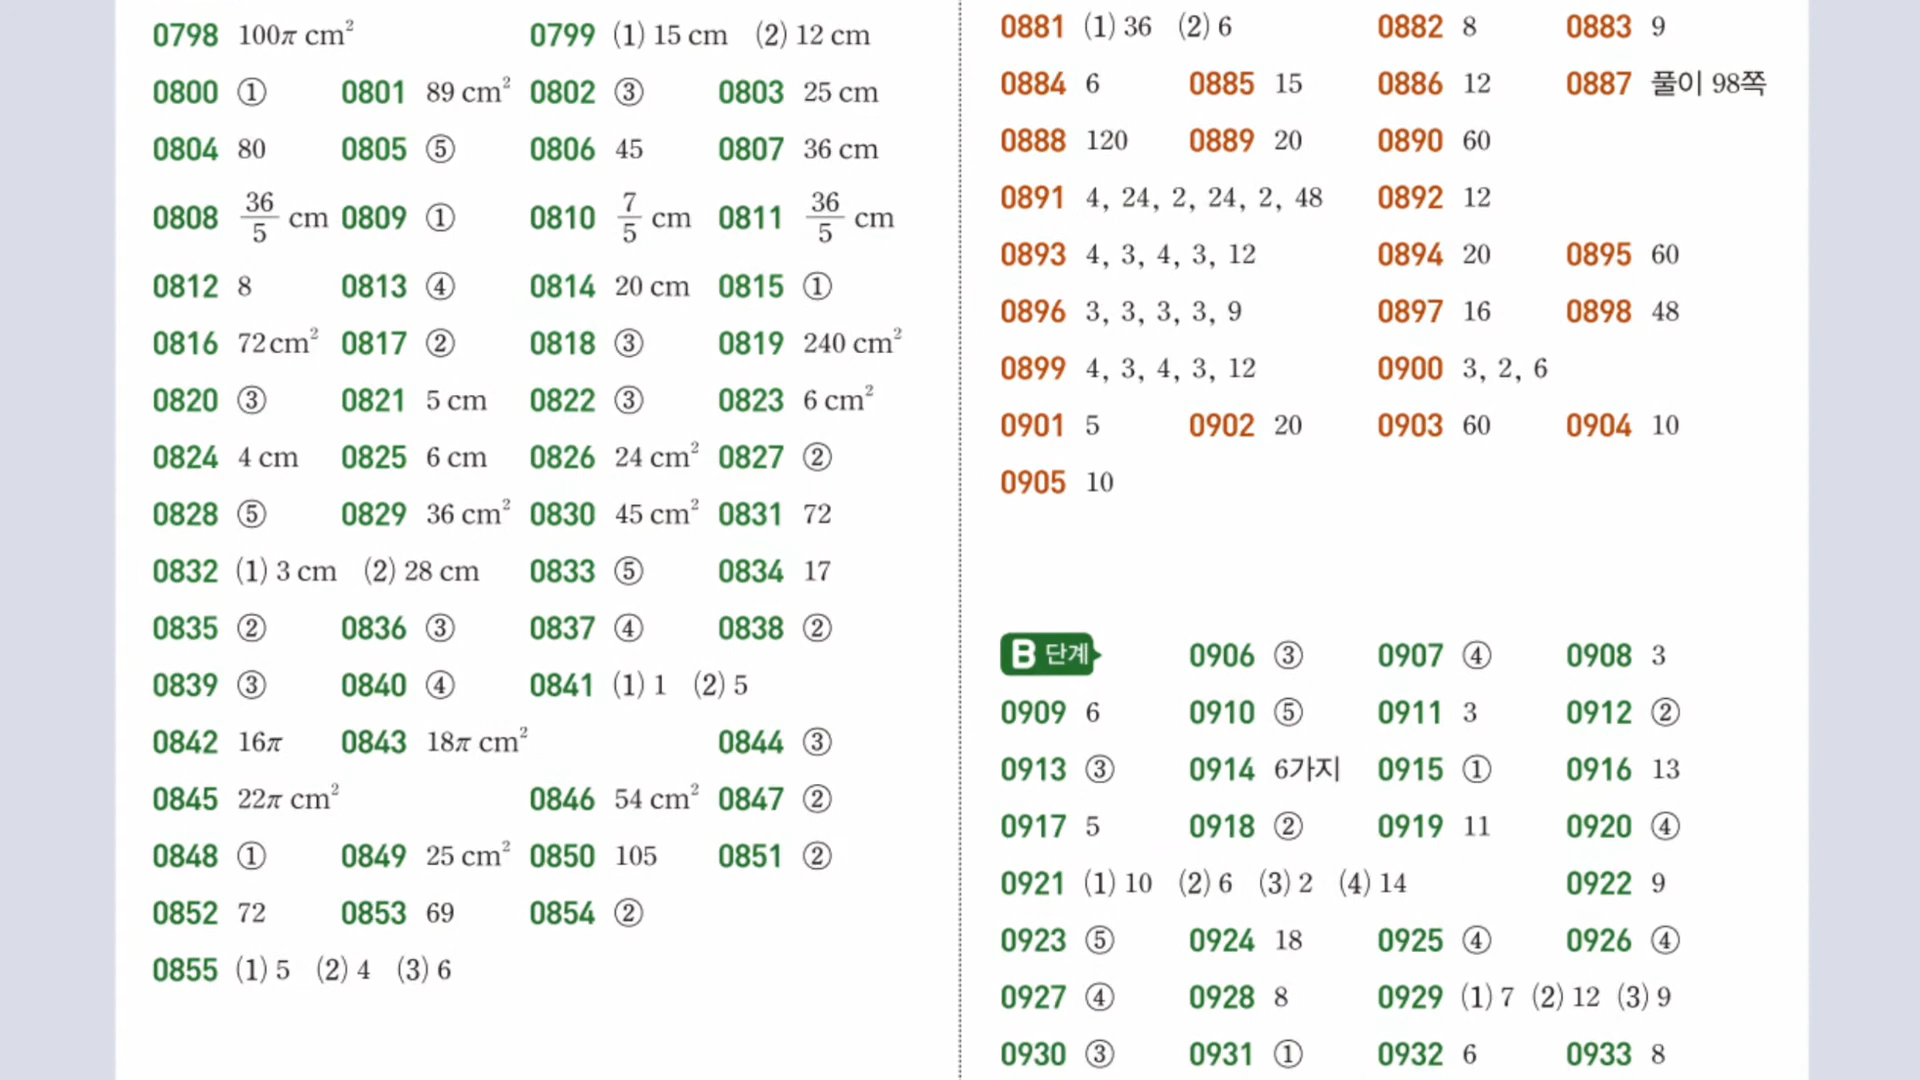 0798 100π cm² 0799 (1) 15 cm (2) 12 cm
0800 ① 0801 89 cm² 0802 ③ 0803 25 cm
0804 80 0805 ⑤ 0806 45 0807 36 cm
0808 36/5 cm 0809 ① 0810 7/5 cm 0811 36/5 cm
0812 8 0813 ④ 0814 20 cm 0815 ①
0816 72 cm² 0817 ② 0818 ③ 0819 240 cm²
0820 ③ 0821 5 cm 0822 ③ 0823 6 cm²
0824 4 cm 0825 6 cm 0826 24 cm² 0827 ②
0828 ⑤ 0829 36 cm² 0830 45 cm² 0831 72
0832 (1) 3 cm (2) 28 cm 0833 ⑤ 0834 17
0835 ② 0836 ③ 0837 ④ 0838 ②
0839 ③ 0840 ④ 0841 (1) 1 (2) 5
0842 16π 0843 18π cm² 0844 ③
0845 22π cm² 0846 54 cm² 0847 ②
0848 ① 0849 25 cm² 0850 105 0851 ②
0852 72 0853 69 0854 ②
0855 (1) 5 (2) 4 (3) 6
0881 (1) 36 (2) 6 0882 8 0883 9
0884 6 0885 15 0886 12 0887 풀이 98쪽
0888 120 0889 20 0890 60
0891 4, 24, 2, 24, 2, 48 0892 12
0893 4, 3, 4, 3, 12 0894 20 0895 60
0896 3, 3, 3, 3, 9 0897 16 0898 48
0899 4, 3, 4, 3, 12 0900 3, 2, 6
0901 5 0902 20 0903 60 0904 10
0905 10
B 단계 0906 ③ 0907 ④ 0908 3
0909 6 0910 ⑤ 0911 3 0912 ②
0913 ③ 0914 6가지 0915 ① 0916 13
0917 5 0918 ② 0919 11 0920 ④
0921 (1) 10 (2) 6 (3) 2 (4) 14 0922 9
0923 ⑤ 0924 18 0925 ④ 0926 ④
0927 ④ 0928 8 0929 (1) 7 (2) 12 (3) 9
0930 ③ 0931 ① 0932 6 0933 8